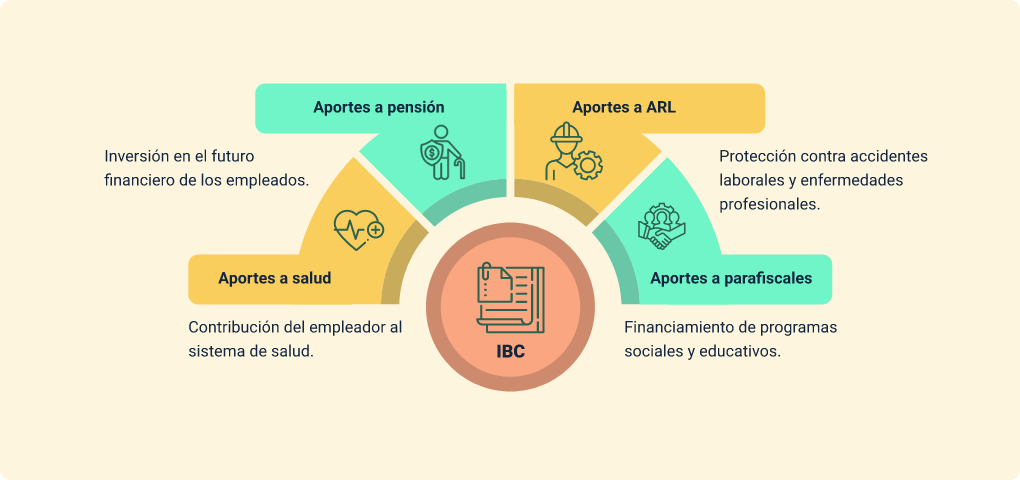 Aportes a pensión
Aportes a ARL
Inversión en el futuro
financiero de los empleados.
Protección contra accidentes
laborales y enfermedades
profesionales.
Aportes a salud
Aportes a parafiscales
Contribución del empleador al
sistema de salud.
Financiamiento de programas
sociales y educativos.
IBC